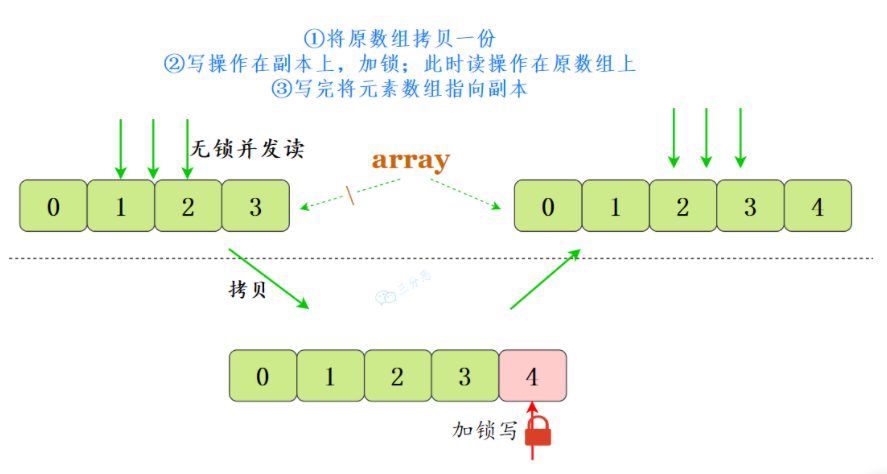 ①将原数组拷贝一份
②写操作在副本上，加锁；此时读操作在原数组上
③写完将元素数组指向副本
无锁并发读
array
0 1 2 3
0 1 2 3 4
拷贝
三分恶
0 1 2 3 4
加锁写